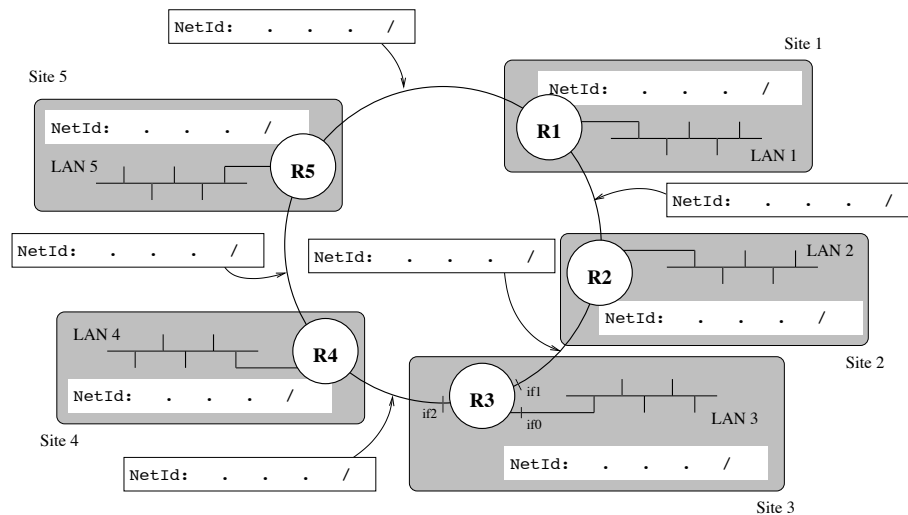 NetId: . . . /
Site 1
Site 5
NetId: . . . /
NetId: . . . /
R1
LAN 1
LAN 5
R5
NetId: . . . /
NetId: . . . /
NetId: . . . /
LAN 2
R2
NetId: . . . /
LAN 4
R4
Site 2
NetId: . . . /
if1
R3
if2
if0
LAN 3
Site 4
NetId: . . . /
NetId: . . . /
Site 3